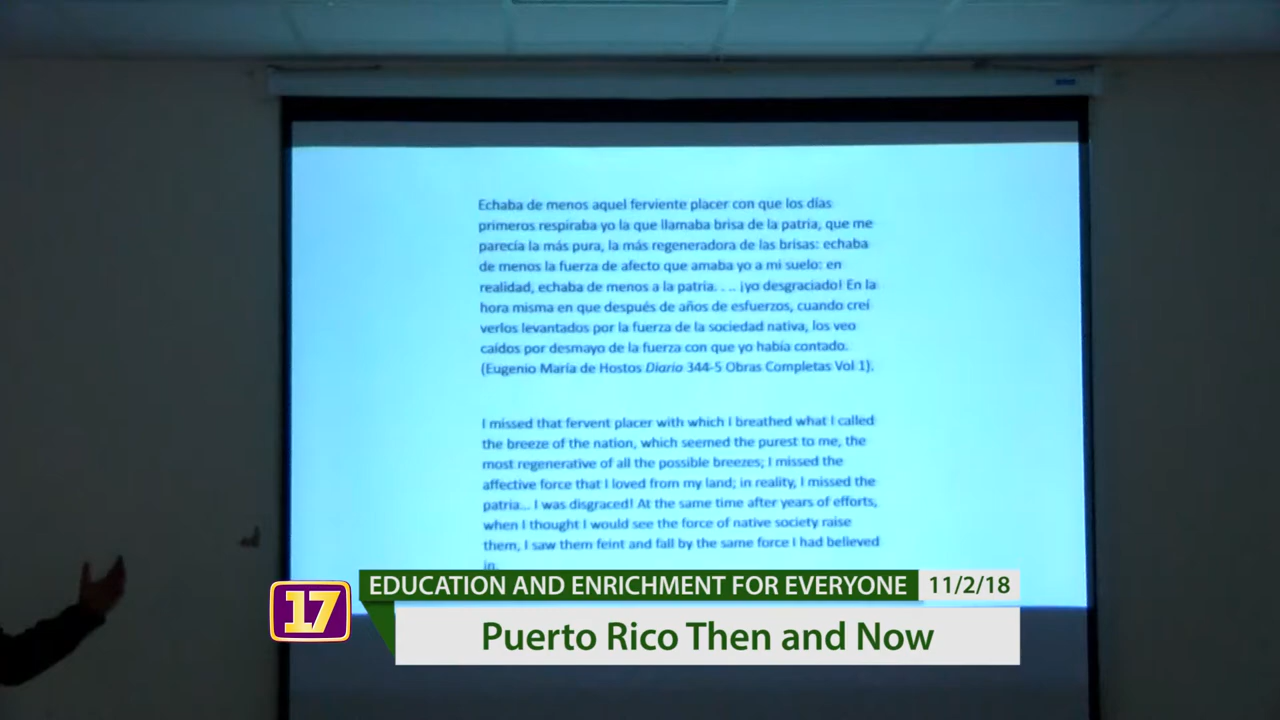 Echaba de menos aquel ferviente placer con que los días
primeros respiraba yo la que llamaba brisa de la patria, que me
parecía la más pura, la más regeneradora de las brisas: echaba
de menos la fuerza de afecto que amaba yo a mi suelo: en
realidad, echaba de menos a la patria. . .. ¡yo desgraciado! En la
hora misma en que después de años de esfuerzos, cuando creí
verlos levantados por la fuerza de la sociedad nativa, los veo
caídos por desmayo de la fuerza con que yo había contado.
(Eugenio María de Hostos Diario 344-5 Obras Completas Vol 1).
I missed that fervent placer with which I breathed what I called
the breeze of the nation, which seemed the purest to me, the
most regenerative of all the possible breezes; I missed the
affective force that I loved from my land; in reality, I missed the
patria... I was disgraced! At the same time after years of efforts,
when I thought I would see the force of native society raise
them, I saw them feint and fall by the same force I had believed
in.
17
EDUCATION AND ENRICHMENT FOR EVERYONE 11/2/18
Puerto Rico Then and Now